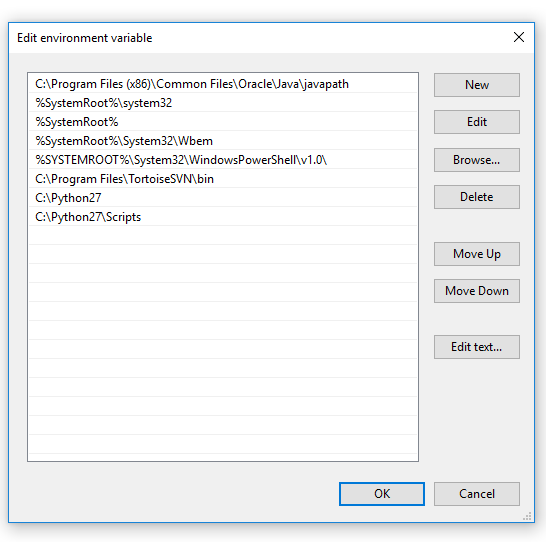 Edit environment variable
C:\Program Files (x86)\Common Files\Oracle\Java\javapath
%SystemRoot%\system32
%SystemRoot%
%SystemRoot%\System32\Wbem
%SYSTEMROOT%\System32\WindowsPowerShell\v1.0\
C:\Program Files\TortoiseSVN\bin
C:\Python27
C:\Python27\Scripts
New
Edit
Browse...
Delete
Move Up
Move Down
Edit text...
OK
Cancel